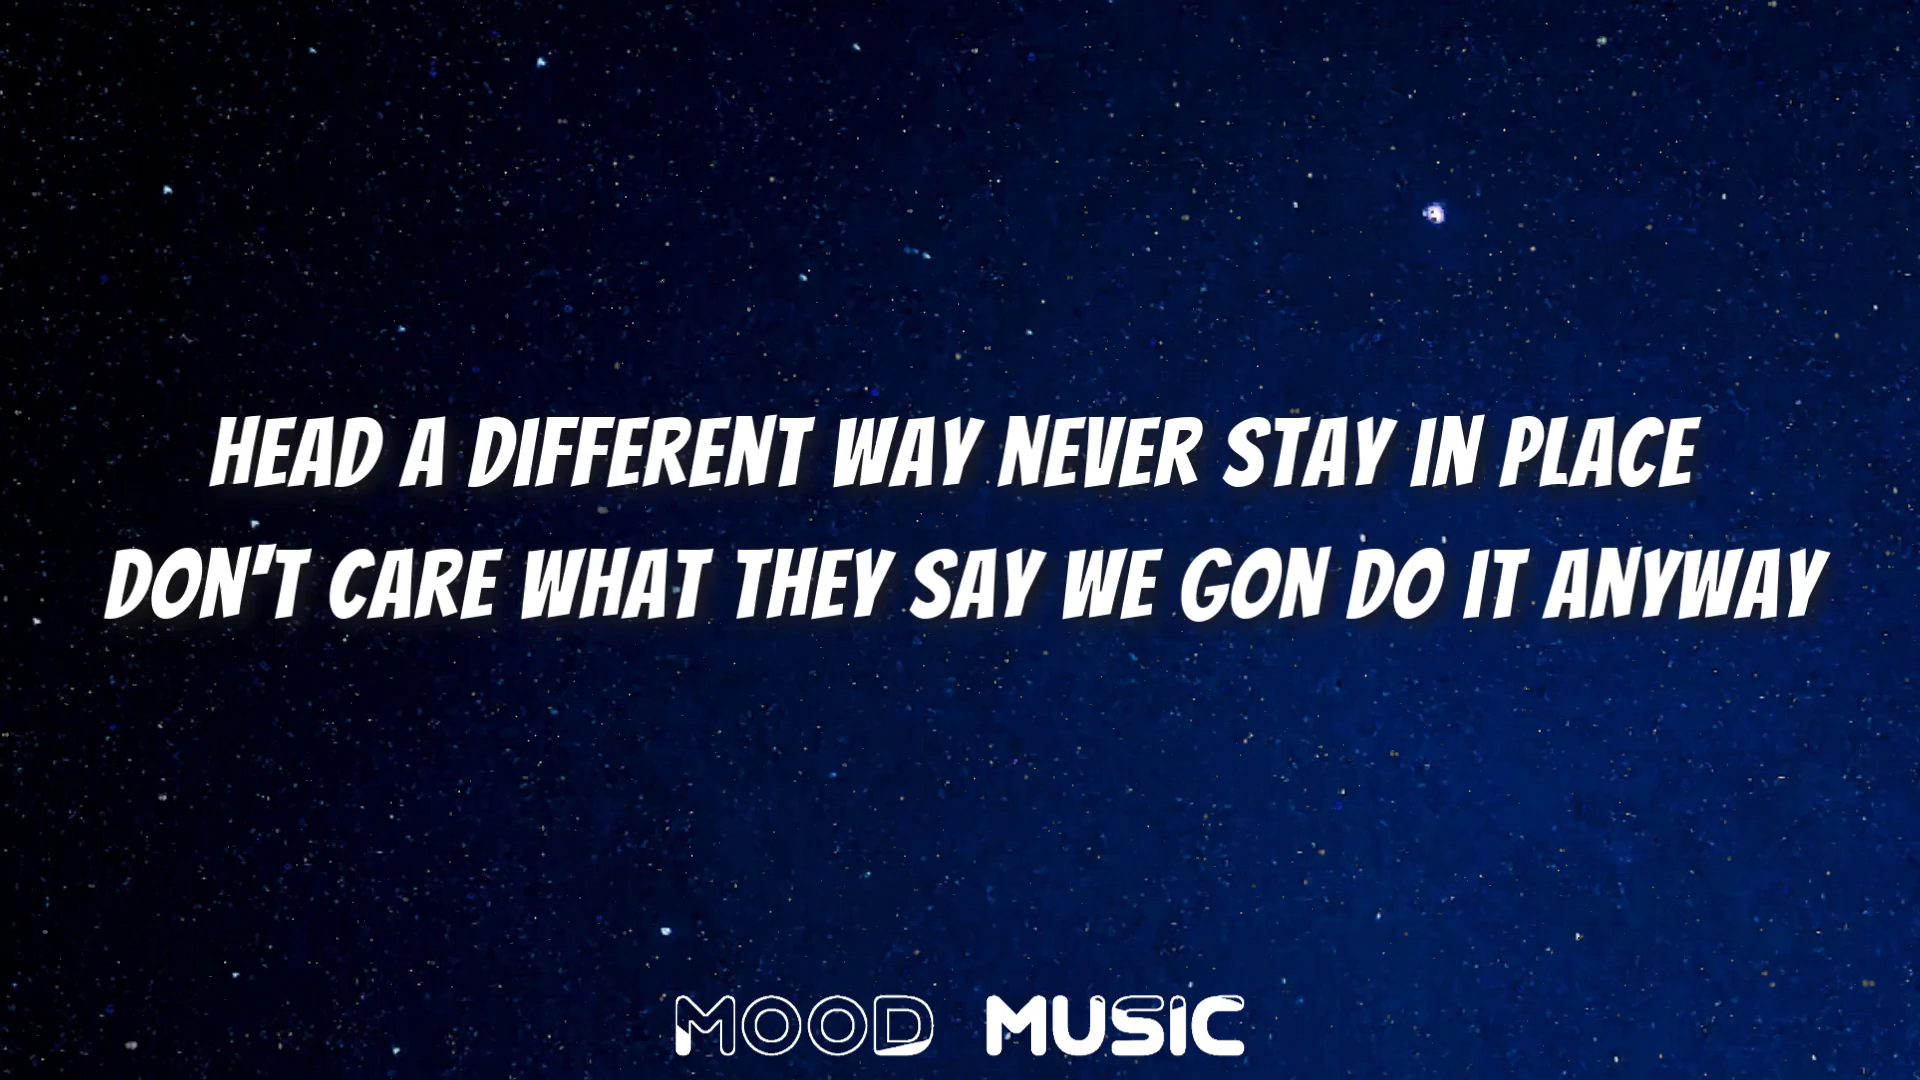 HEAD A DIFFERENT WAY NEVER STAY IN PLACE
DON'T CARE WHAT THEY SAY WE GON DO IT ANYWAY
MOOD MUSIC